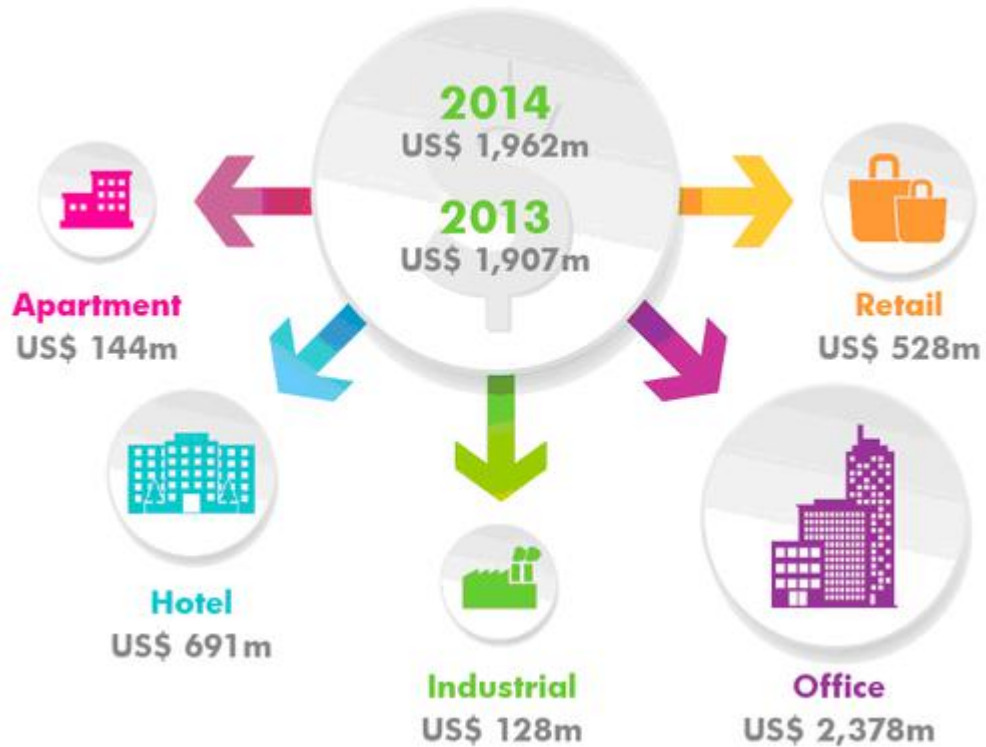 2014
US$ 1,962m
2013
US$ 1,907m
Apartment
US$ 144m
Retail
US$ 528m
Hotel
US$ 691m
Industrial
US$ 128m
Office
US$ 2,378m